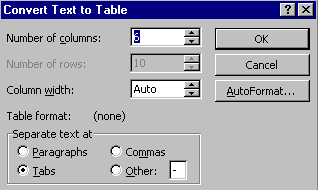 Convert Text to Table ? X
Number of columns: 6 OK
Number of rows: 10 Cancel
Column width: Auto AutoFormat...
Table format: (none)
Separate text at
Paragraphs Commas
Tabs Other: -